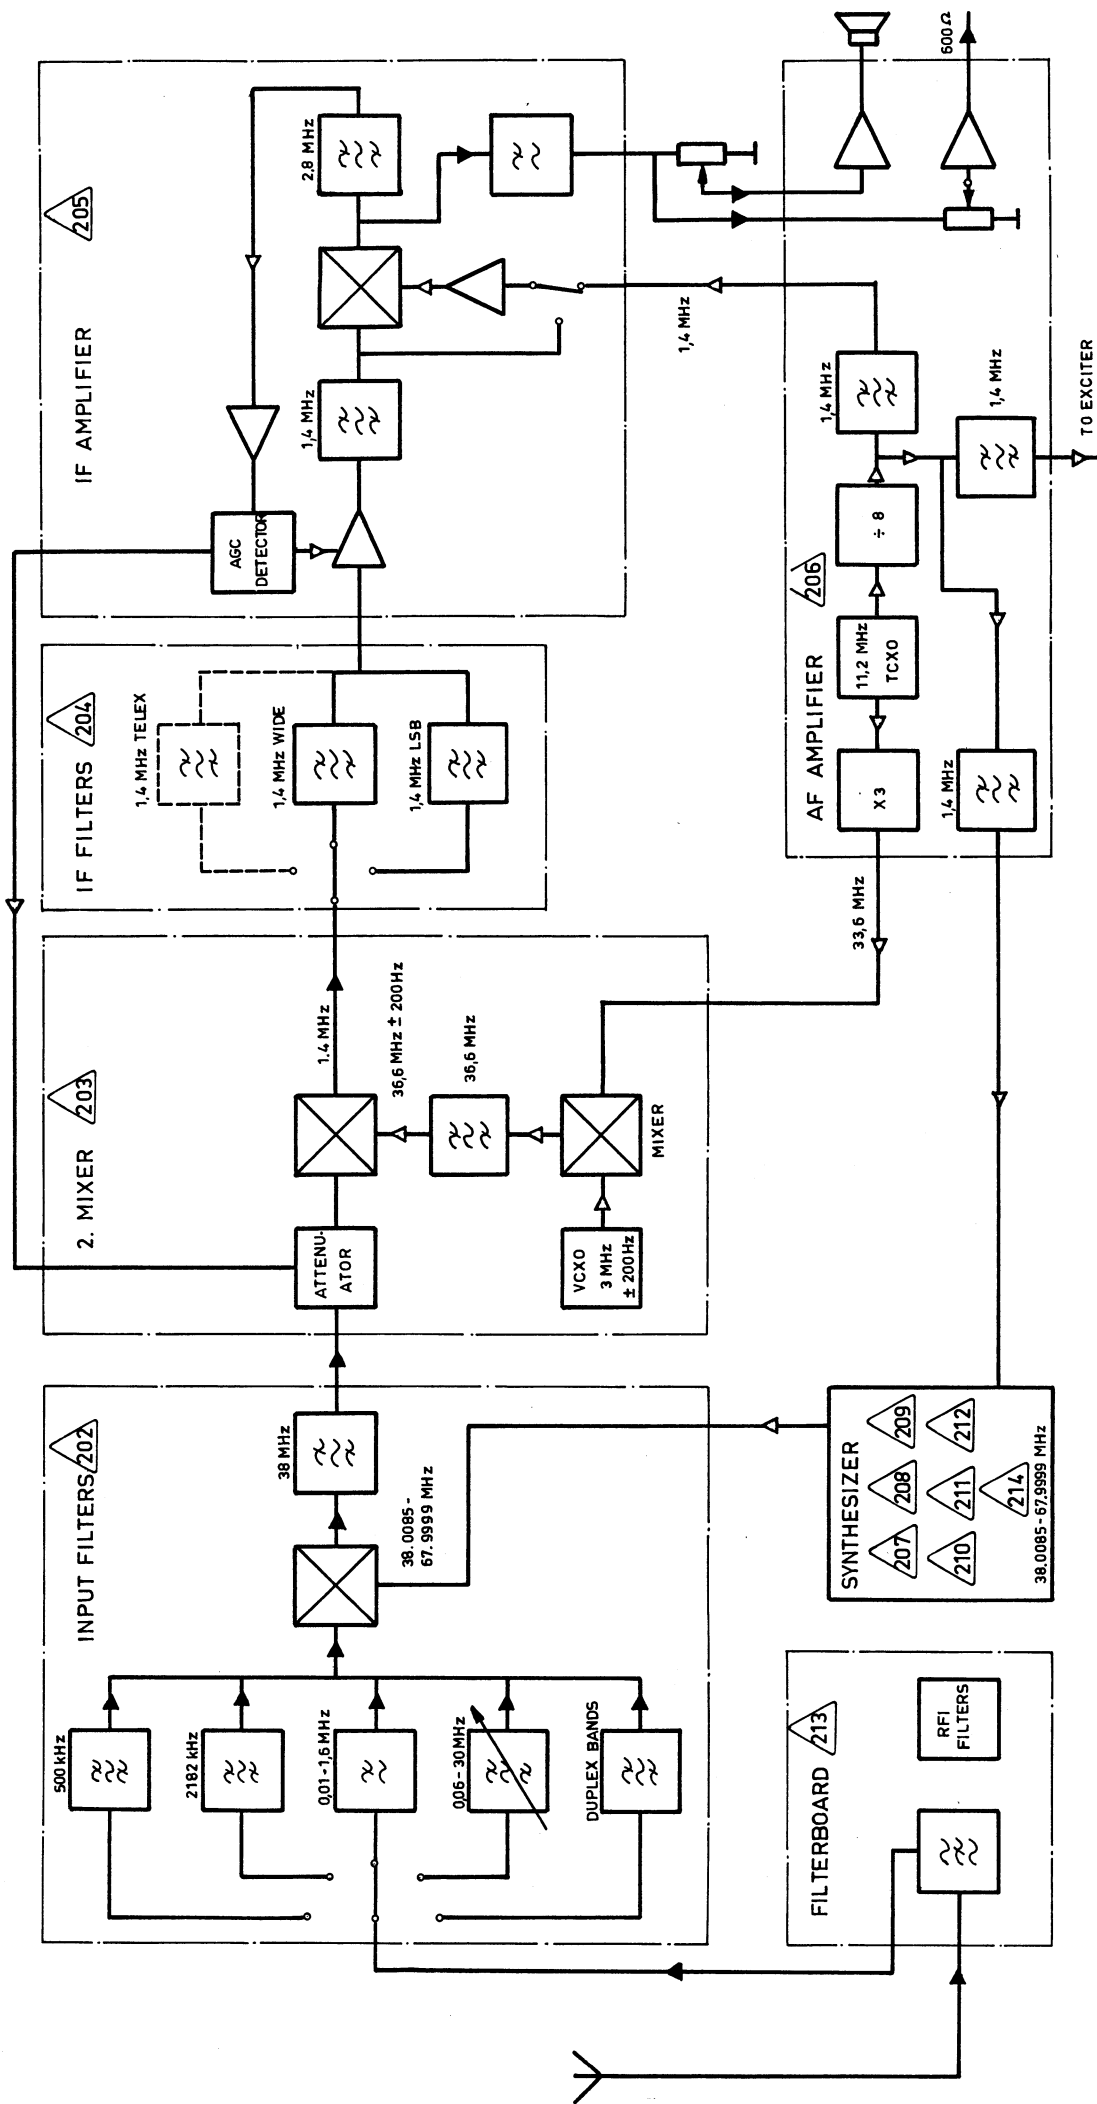 INPUT FILTERS
202
500 kHz
2182 kHz
0,01-1,6 MHz
0,06-30MHz
DUPLEX BANDS
38 MHz
38.0085-
67.9999 MHz
2. MIXER
203
ATTENU-
ATOR
1.4 MHz
36,6 MHz ± 200Hz
36,6 MHz
VCXO
3 MHz
± 200Hz
MIXER
IF FILTERS
204
1,4 MHz TELEX
1,4 MHz WIDE
1,4 MHz LSB
IF AMPLIFIER
205
AGC
DETECTOR
1,4 MHz
2,8 MHz
1,4 MHz
FILTERBOARD
213
RFI
FILTERS
SYNTHESIZER
207
208
209
210
211
212
214
38.0085-67.9999 MHz
AF AMPLIFIER
206
33,6 MHz
X 3
11,2 MHz
TCXO
÷ 8
1,4 MHz
1,4 MHz
1,4 MHz
TO EXCITER
600Ω